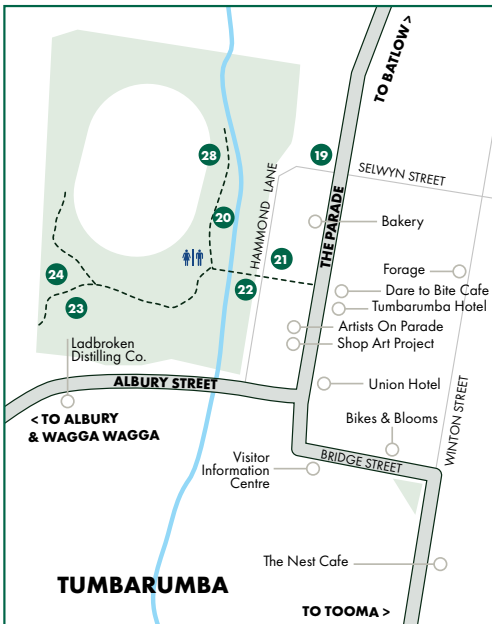 TO BATLOW >
28
19
SELWYN STREET
HAMMOND LANE
20
THE PARADE
Bakery
21
Forage
24
22
Dare to Bite Cafe
23
Tumbarumba Hotel
Artists On Parade
Ladbroken
Distilling Co.
Shop Art Project
ALBURY STREET
Union Hotel
WINTON STREET
< TO ALBURY
& WAGGA WAGGA
Bikes & Blooms
Visitor
Information
Centre
BRIDGE STREET
The Nest Cafe
TUMBARUMBA
TO TOOMA >